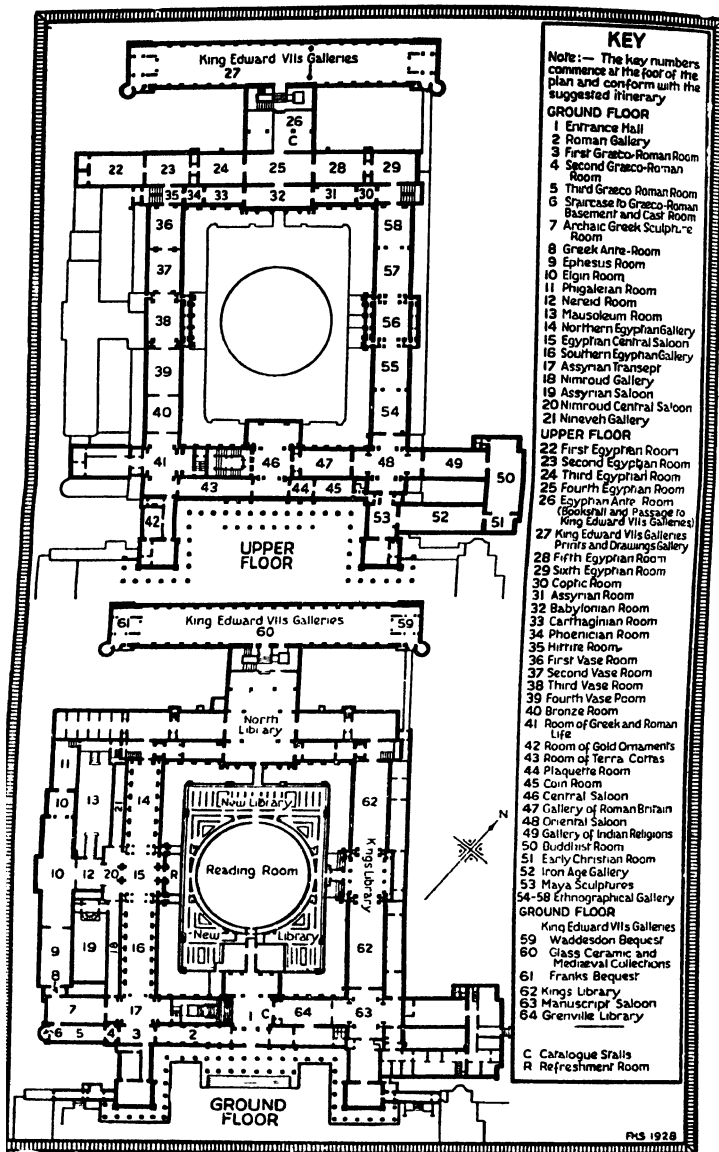 King Edward VIIs Galleries
27
26
C
22 23 24 25 28 29
35 34 33 32 31 30
36 58
37 57
38 56
39 55
40 54
41 46 47 48 49 50
43 44 45
42 53 52 51
UPPER
FLOOR
61 King Edward VIIs Galleries 59
60
North
Library
11
10 13 21 14 62
New Library
Reading Room
Kings Library
10 12 20 15 R
16 62
9 19 18
8
New Library
7 17 1 C 64 63
6 5 4 3 2
GROUND
FLOOR
N
KEY
Note:— The key numbers
commence at the foot of the
plan and conform with the
suggested itinerary
GROUND FLOOR
1 Entrance Hall
2 Roman Gallery
3 First Graeco-Roman Room
4 Second Graeco-Roman
Room
5 Third Graeco Roman Room
6 Staircase to Graeco-Roman
Basement and Cast Room
7 Archaic Greek Sculpture
Room
8 Greek Ante-Room
9 Ephesus Room
10 Elgin Room
11 Phigaleian Room
12 Nereid Room
13 Mausoleum Room
14 Northern Egyptian Gallery
15 Egyptian Central Saloon
16 Southern Egyptian Gallery
17 Assyrian Transept
18 Nimroud Gallery
19 Assyrian Saloon
20 Nimroud Central Saloon
21 Nineveh Gallery
UPPER FLOOR
22 First Egyptian Room
23 Second Egyptian Room
24 Third Egyptian Room
25 Fourth Egyptian Room
26 Egyptian Ante Room
(Bookstall and Passage to
King Edward VIIs Galleries)
27 King Edward VIIs Galleries
Prints and Drawings Gallery
28 Fifth Egyptian Room
29 Sixth Egyptian Room
30 Coptic Room
31 Assyrian Room
32 Babylonian Room
33 Carthaginian Room
34 Phoenician Room
35 Hittite Room
36 First Vase Room
37 Second Vase Room
38 Third Vase Room
39 Fourth Vase Room
40 Bronze Room
41 Room of Greek and Roman
Life
42 Room of Gold Ornaments
43 Room of Terra Cottas
44 Plaquette Room
45 Coin Room
46 Central Saloon
47 Gallery of Roman Britain
48 Oriental Saloon
49 Gallery of Indian Religions
50 Buddhist Room
51 Early Christian Room
52 Iron Age Gallery
53 Maya Sculptures
54-58 Ethnographical Gallery
GROUND FLOOR
King Edward VIIs Galleries
59 Waddesdon Bequest
60 Glass Ceramic and
Mediæval Collections
61 Franks Bequest
62 Kings Library
63 Manuscript Saloon
64 Grenville Library
C Catalogue Stalls
R Refreshment Room
1928